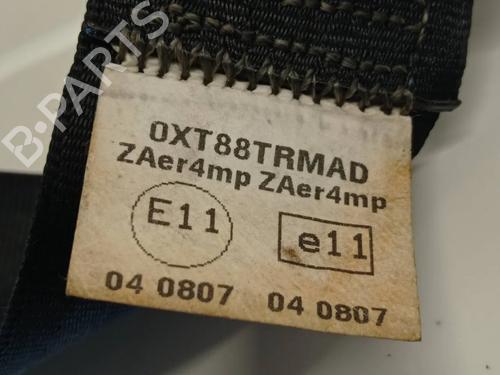 B-PARTS
0XT88TRMAD
ZAer4mp ZAer4mp
E11 e11
04 0807 04 0807